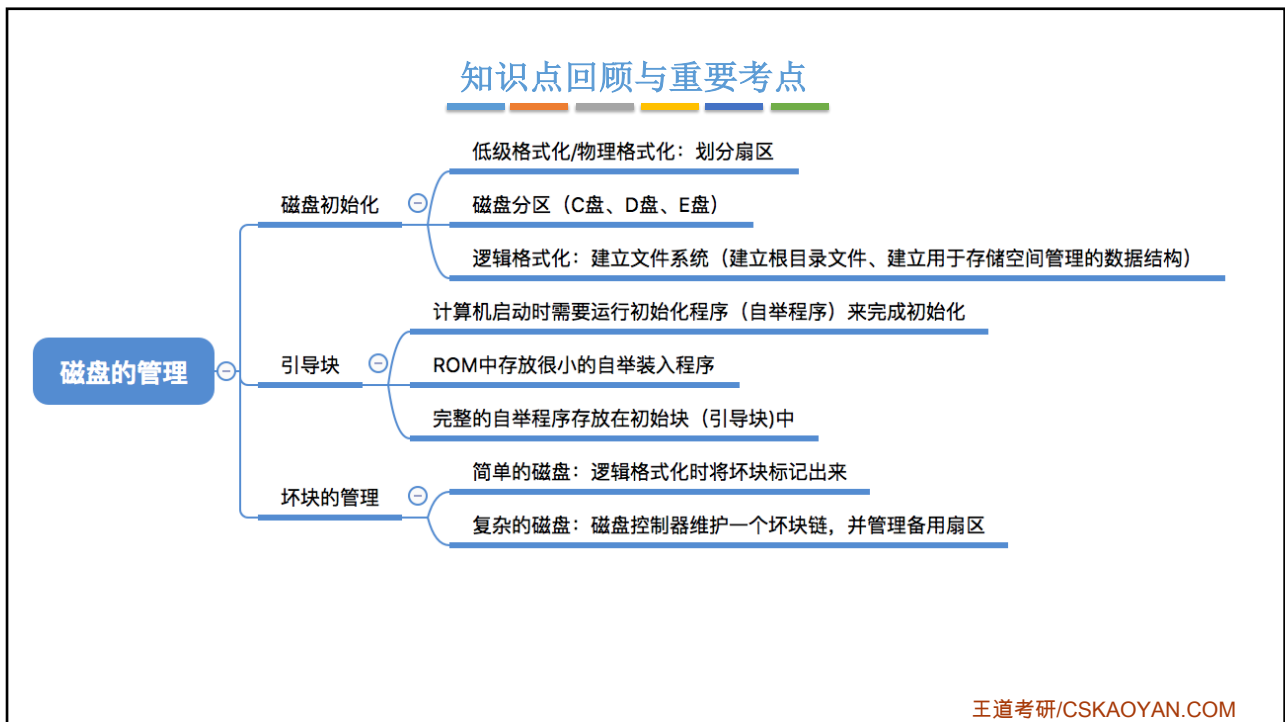 知识点回顾与重要考点
磁盘的管理
磁盘初始化
低级格式化/物理格式化：划分扇区
磁盘分区（C盘、D盘、E盘）
逻辑格式化：建立文件系统（建立根目录文件、建立用于存储空间管理的数据结构）
引导块
计算机启动时需要运行初始化程序（自举程序）来完成初始化
ROM中存放很小的自举装入程序
完整的自举程序存放在初始块（引导块)中
坏块的管理
简单的磁盘：逻辑格式化时将坏块标记出来
复杂的磁盘：磁盘控制器维护一个坏块链，并管理备用扇区
王道考研/CSKAOYAN.COM